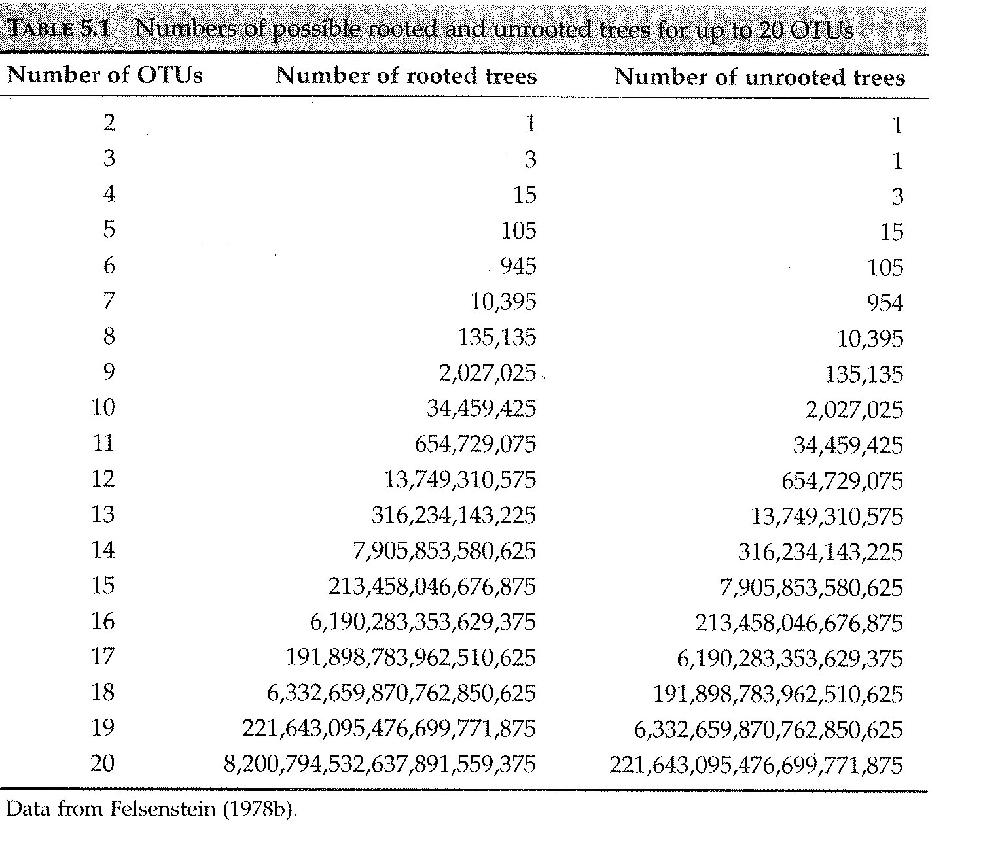 TABLE 5.1 Numbers of possible rooted and unrooted trees for up to 20 OTUs
Number of OTUs Number of rooted trees Number of unrooted trees
2 1 1
3 3 1
4 15 3
5 105 15
6 945 105
7 10,395 954
8 135,135 10,395
9 2,027,025 135,135
10 34,459,425 2,027,025
11 654,729,075 34,459,425
12 13,749,310,575 654,729,075
13 316,234,143,225 13,749,310,575
14 7,905,853,580,625 316,234,143,225
15 213,458,046,676,875 7,905,853,580,625
16 6,190,283,353,629,375 213,458,046,676,875
17 191,898,783,962,510,625 6,190,283,353,629,375
18 6,332,659,870,762,850,625 191,898,783,962,510,625
19 221,643,095,476,699,771,875 6,332,659,870,762,850,625
20 8,200,794,532,637,891,559,375 221,643,095,476,699,771,875
Data from Felsenstein (1978b).